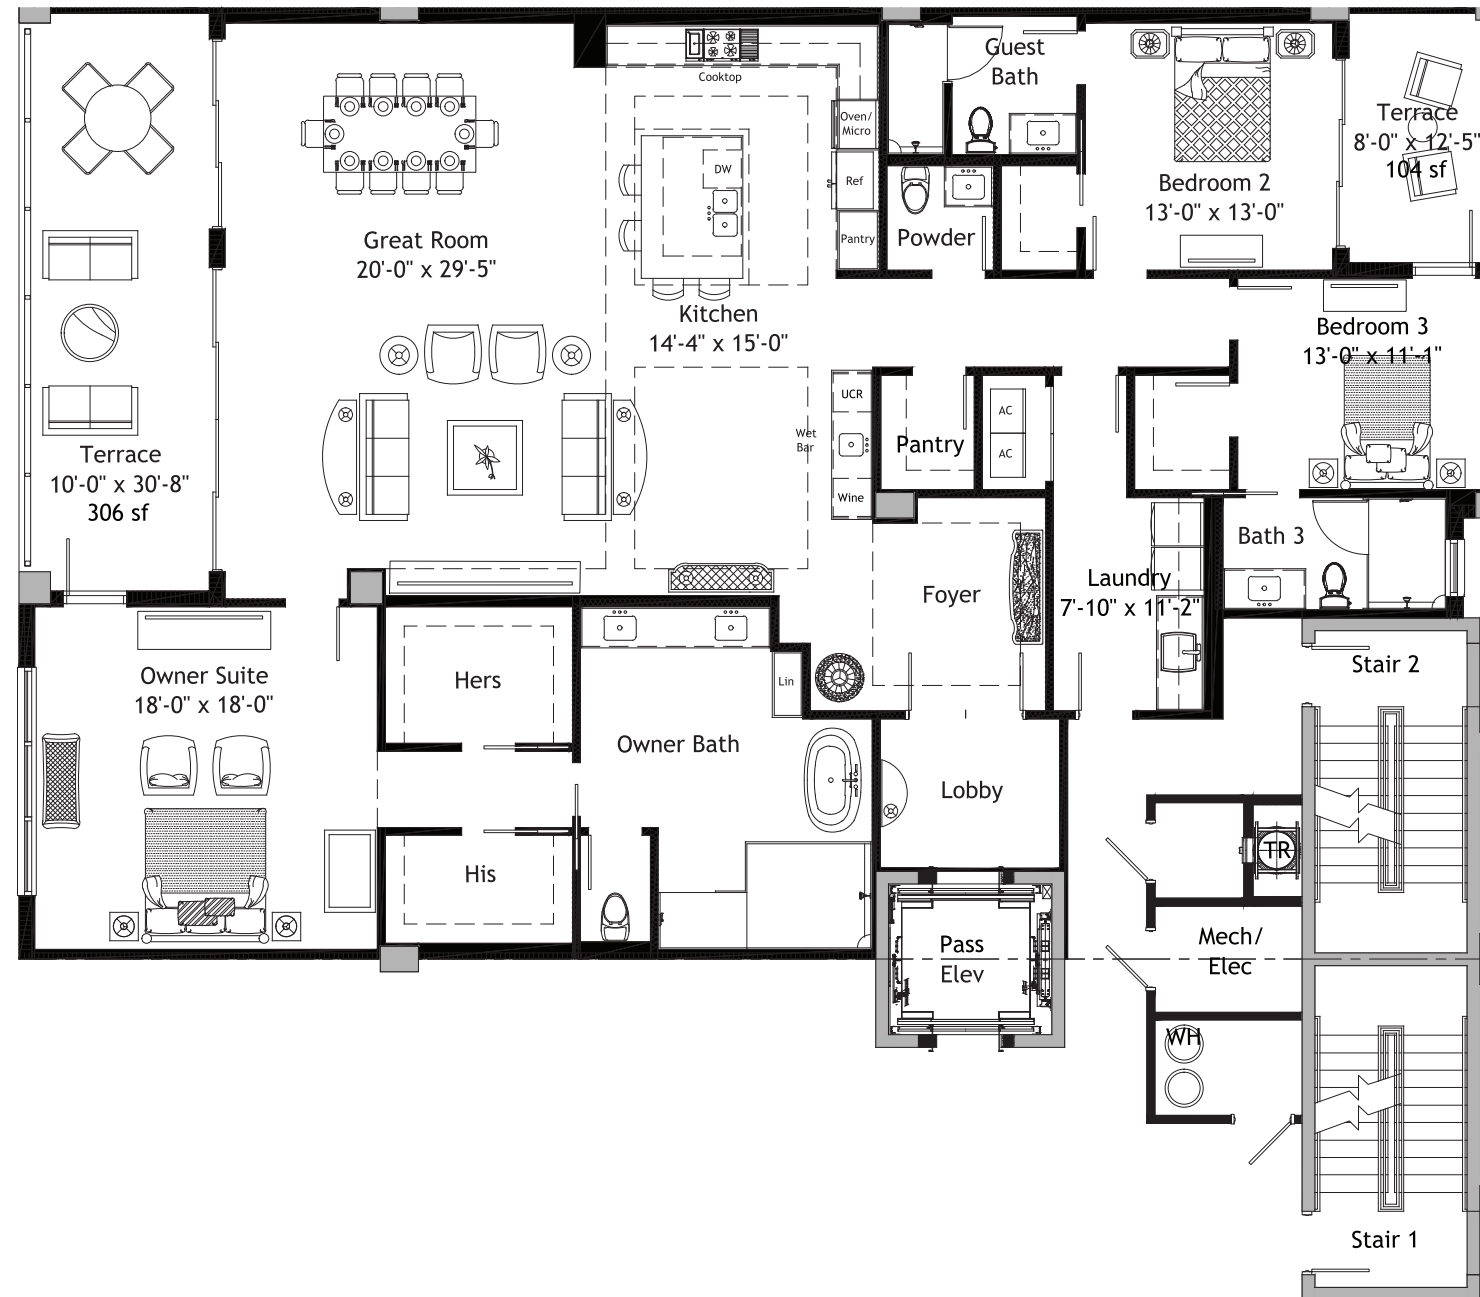 Cooktop
Guest
Bath
Oven/
Micro
DW
Ref
Pantry
Powder
Bedroom 2
13'-0" x 13'-0"
Terrace
8'-0" x 12'-5"
104 sf
Great Room
20'-0" x 29'-5"
Kitchen
14'-4" x 15'-0"
Bedroom 3
13'-0" x 11'-1"
Terrace
10'-0" x 30'-8"
306 sf
UCR
Wet
Bar
Wine
Pantry
AC
AC
Foyer
Laundry
7'-10" x 11'-2"
Bath 3
Stair 2
Owner Suite
18'-0" x 18'-0"
Hers
Lin
Owner Bath
Lobby
His
TR
Pass
Elev
Mech/
Elec
WH
Stair 1